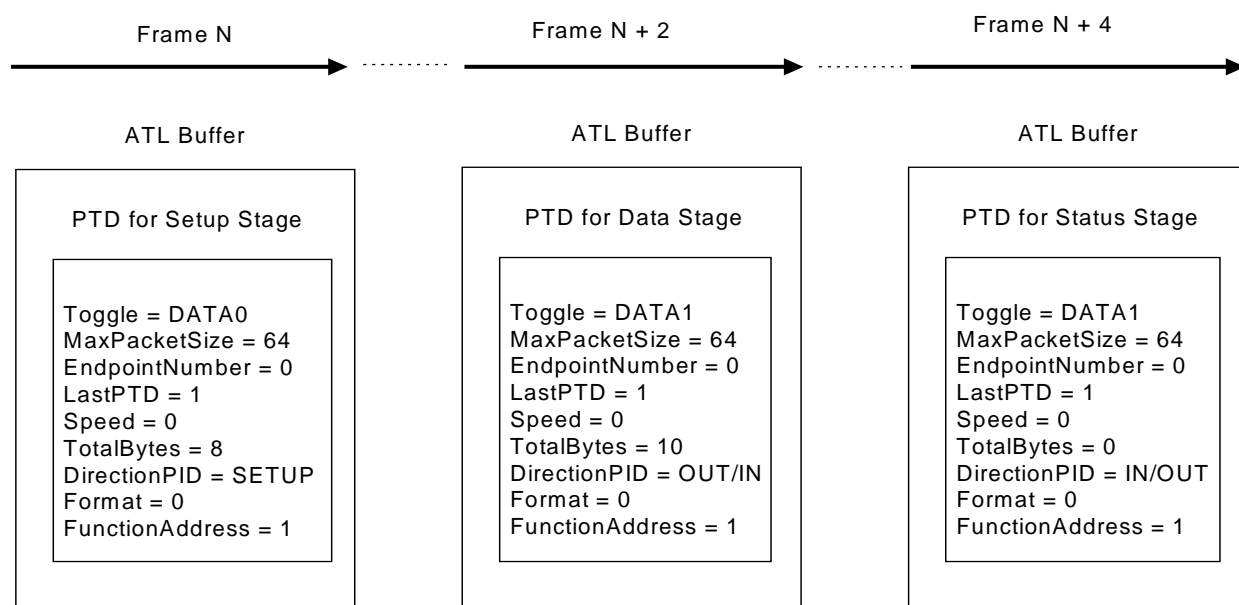 Frame N
Frame N + 2
Frame N + 4
ATL Buffer
ATL Buffer
ATL Buffer
PTD for Setup Stage
Toggle = DATA0
MaxPacketSize = 64
EndpointNumber = 0
LastPTD = 1
Speed = 0
TotalBytes = 8
DirectionPID = SETUP
Format = 0
FunctionAddress = 1
PTD for Data Stage
Toggle = DATA1
MaxPacketSize = 64
EndpointNumber = 0
LastPTD = 1
Speed = 0
TotalBytes = 10
DirectionPID = OUT/IN
Format = 0
FunctionAddress = 1
PTD for Status Stage
Toggle = DATA1
MaxPacketSize = 64
EndpointNumber = 0
LastPTD = 1
Speed = 0
TotalBytes = 0
DirectionPID = IN/OUT
Format = 0
FunctionAddress = 1